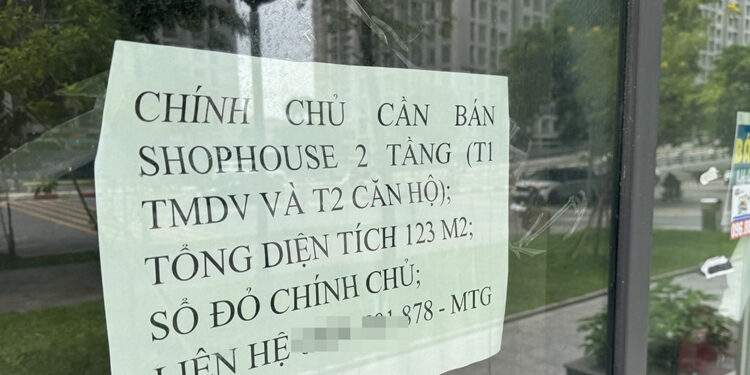 CHÍNH CHỦ CẦN BÁN
SHOPHOUSE 2 TẦNG (T1
TMDV VÀ T2 CĂN HỘ);
TỔNG DIỆN TÍCH 123 M2;
SỔ ĐỎ CHÍNH CHỦ;
LIÊN HỆ 878 - MTG